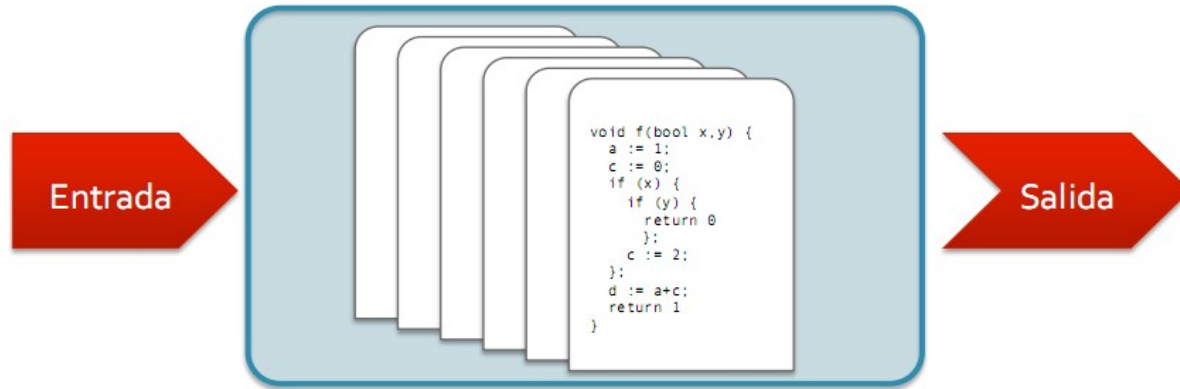 Entrada
void f(bool x,y) {
a := 1;
c := 0;
if (x) {
if (y) {
return 0
};
c := 2;
};
d := a+c;
return 1
}
Salida